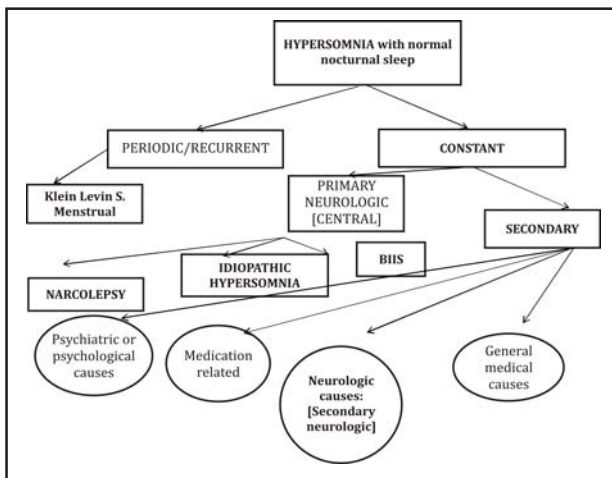 HYPERSOMNIA with normal
nocturnal sleep
PERIODIC/RECURRENT
CONSTANT
Klein Levin S.
Menstrual
PRIMARY
NEUROLOGIC
[CENTRAL]
SECONDARY
NARCOLEPSY
IDIOPATHIC
HYPERSOMNIA
BIIS
Psychiatric or
psychological
causes
Medication
related
Neurologic
causes:
[Secondary
neurologic]
General
medical
causes